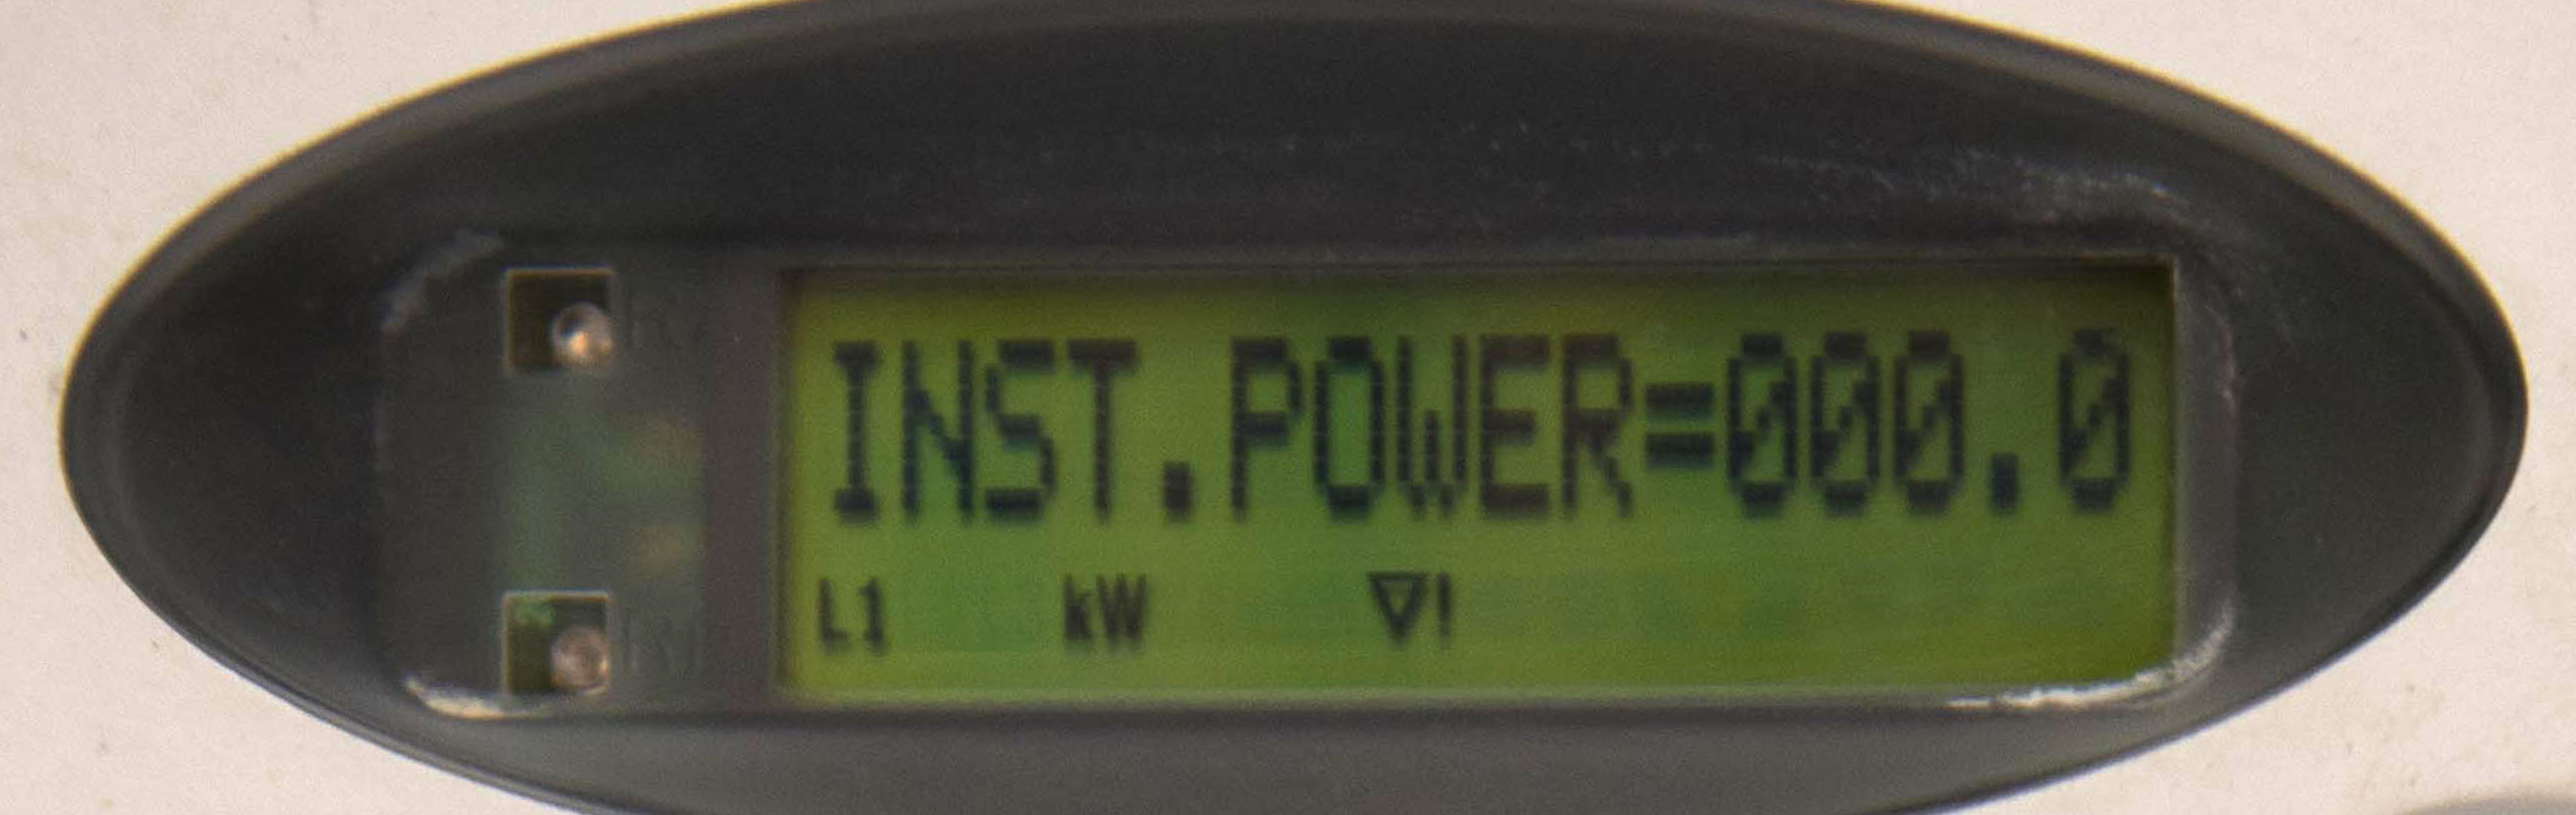 INST.POWER=000.0
L1 kW ▽!